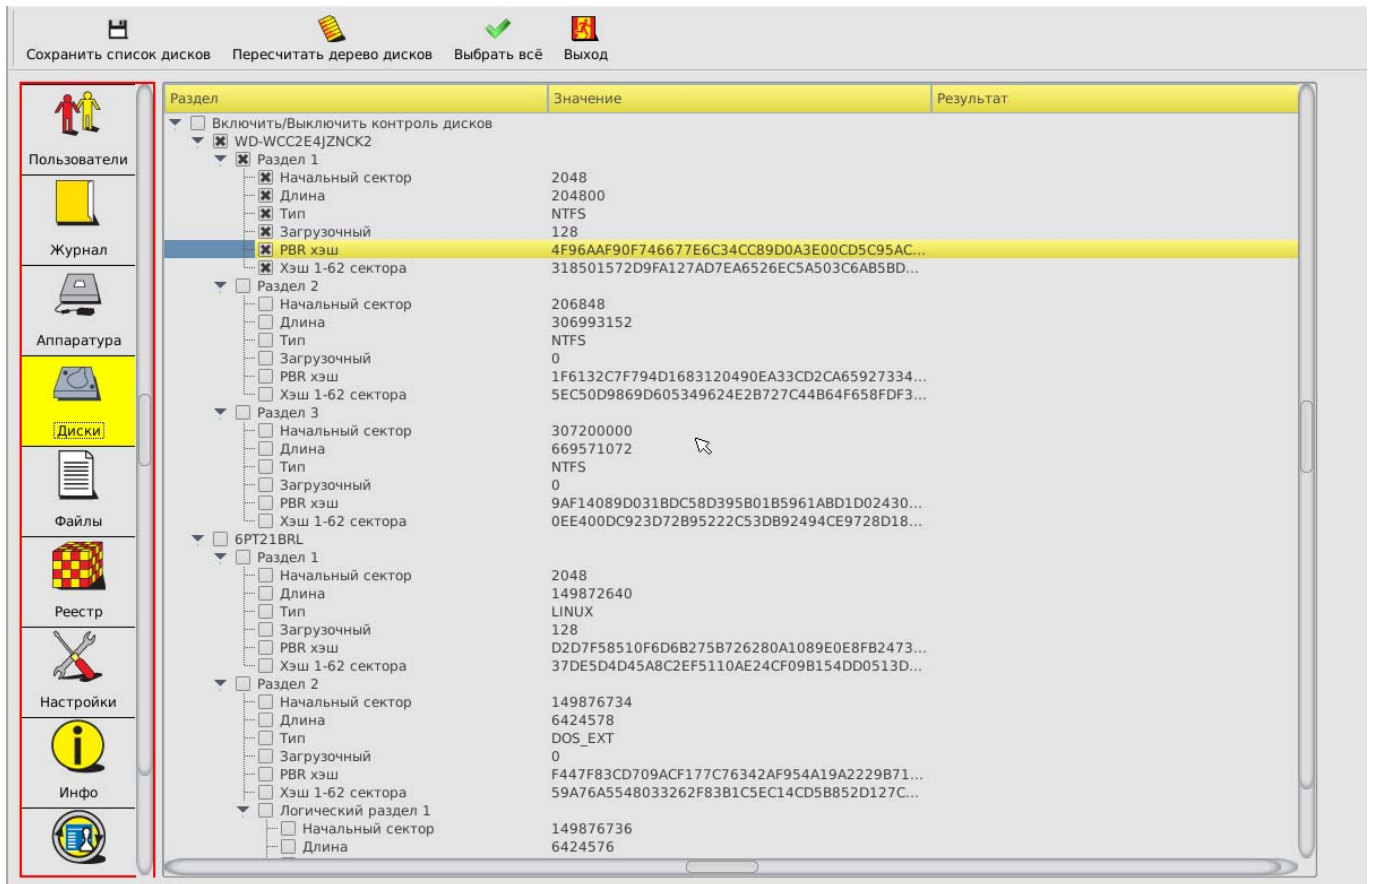 Сохранить список дисков Пересчитать дерево дисков Выбрать всё Выход
Пользователи
Журнал
Аппаратура
Диски
Файлы
Реестр
Настройки
Инфо
Раздел Значение Результат
Включить/Выключить контроль дисков
WD-WCC2E4JZNCK2
Раздел 1
Начальный сектор 2048
Длина 204800
Тип NTFS
Загрузочный 128
PBR хэш 4F96AAF90F746677E6C34CC89D0A3E00CD5C95AC...
Хэш 1-62 сектора 318501572D9FA127AD7EA6526EC5A503C6AB5BD...
Раздел 2
Начальный сектор 206848
Длина 306993152
Тип NTFS
Загрузочный 0
PBR хэш 1F6132C7F794D1683120490EA33CD2CA65927334...
Хэш 1-62 сектора 5EC50D9869D605349624E2B727C44B64F658FDF3...
Раздел 3
Начальный сектор 307200000
Длина 669571072
Тип NTFS
Загрузочный 0
PBR хэш 9AF14089D031BDC58D395B01B5961ABD1D02430...
Хэш 1-62 сектора 0EE400DC923D72B95222C53DB92494CE9728D18...
6PT21BRL
Раздел 1
Начальный сектор 2048
Длина 149872640
Тип LINUX
Загрузочный 128
PBR хэш D2D7F58510F6D6B275B726280A1089E0E8FB2473...
Хэш 1-62 сектора 37DE5D4D45A8C2EF5110AE24CF09B154DD0513D...
Раздел 2
Начальный сектор 149876734
Длина 6424578
Тип DOS_EXT
Загрузочный 0
PBR хэш F447F83CD709ACF177C76342AF954A19A2229B71...
Хэш 1-62 сектора 59A76A5548033262F83B1C5EC14CD5B852D127C...
Логический раздел 1
Начальный сектор 149876736
Длина 6424576